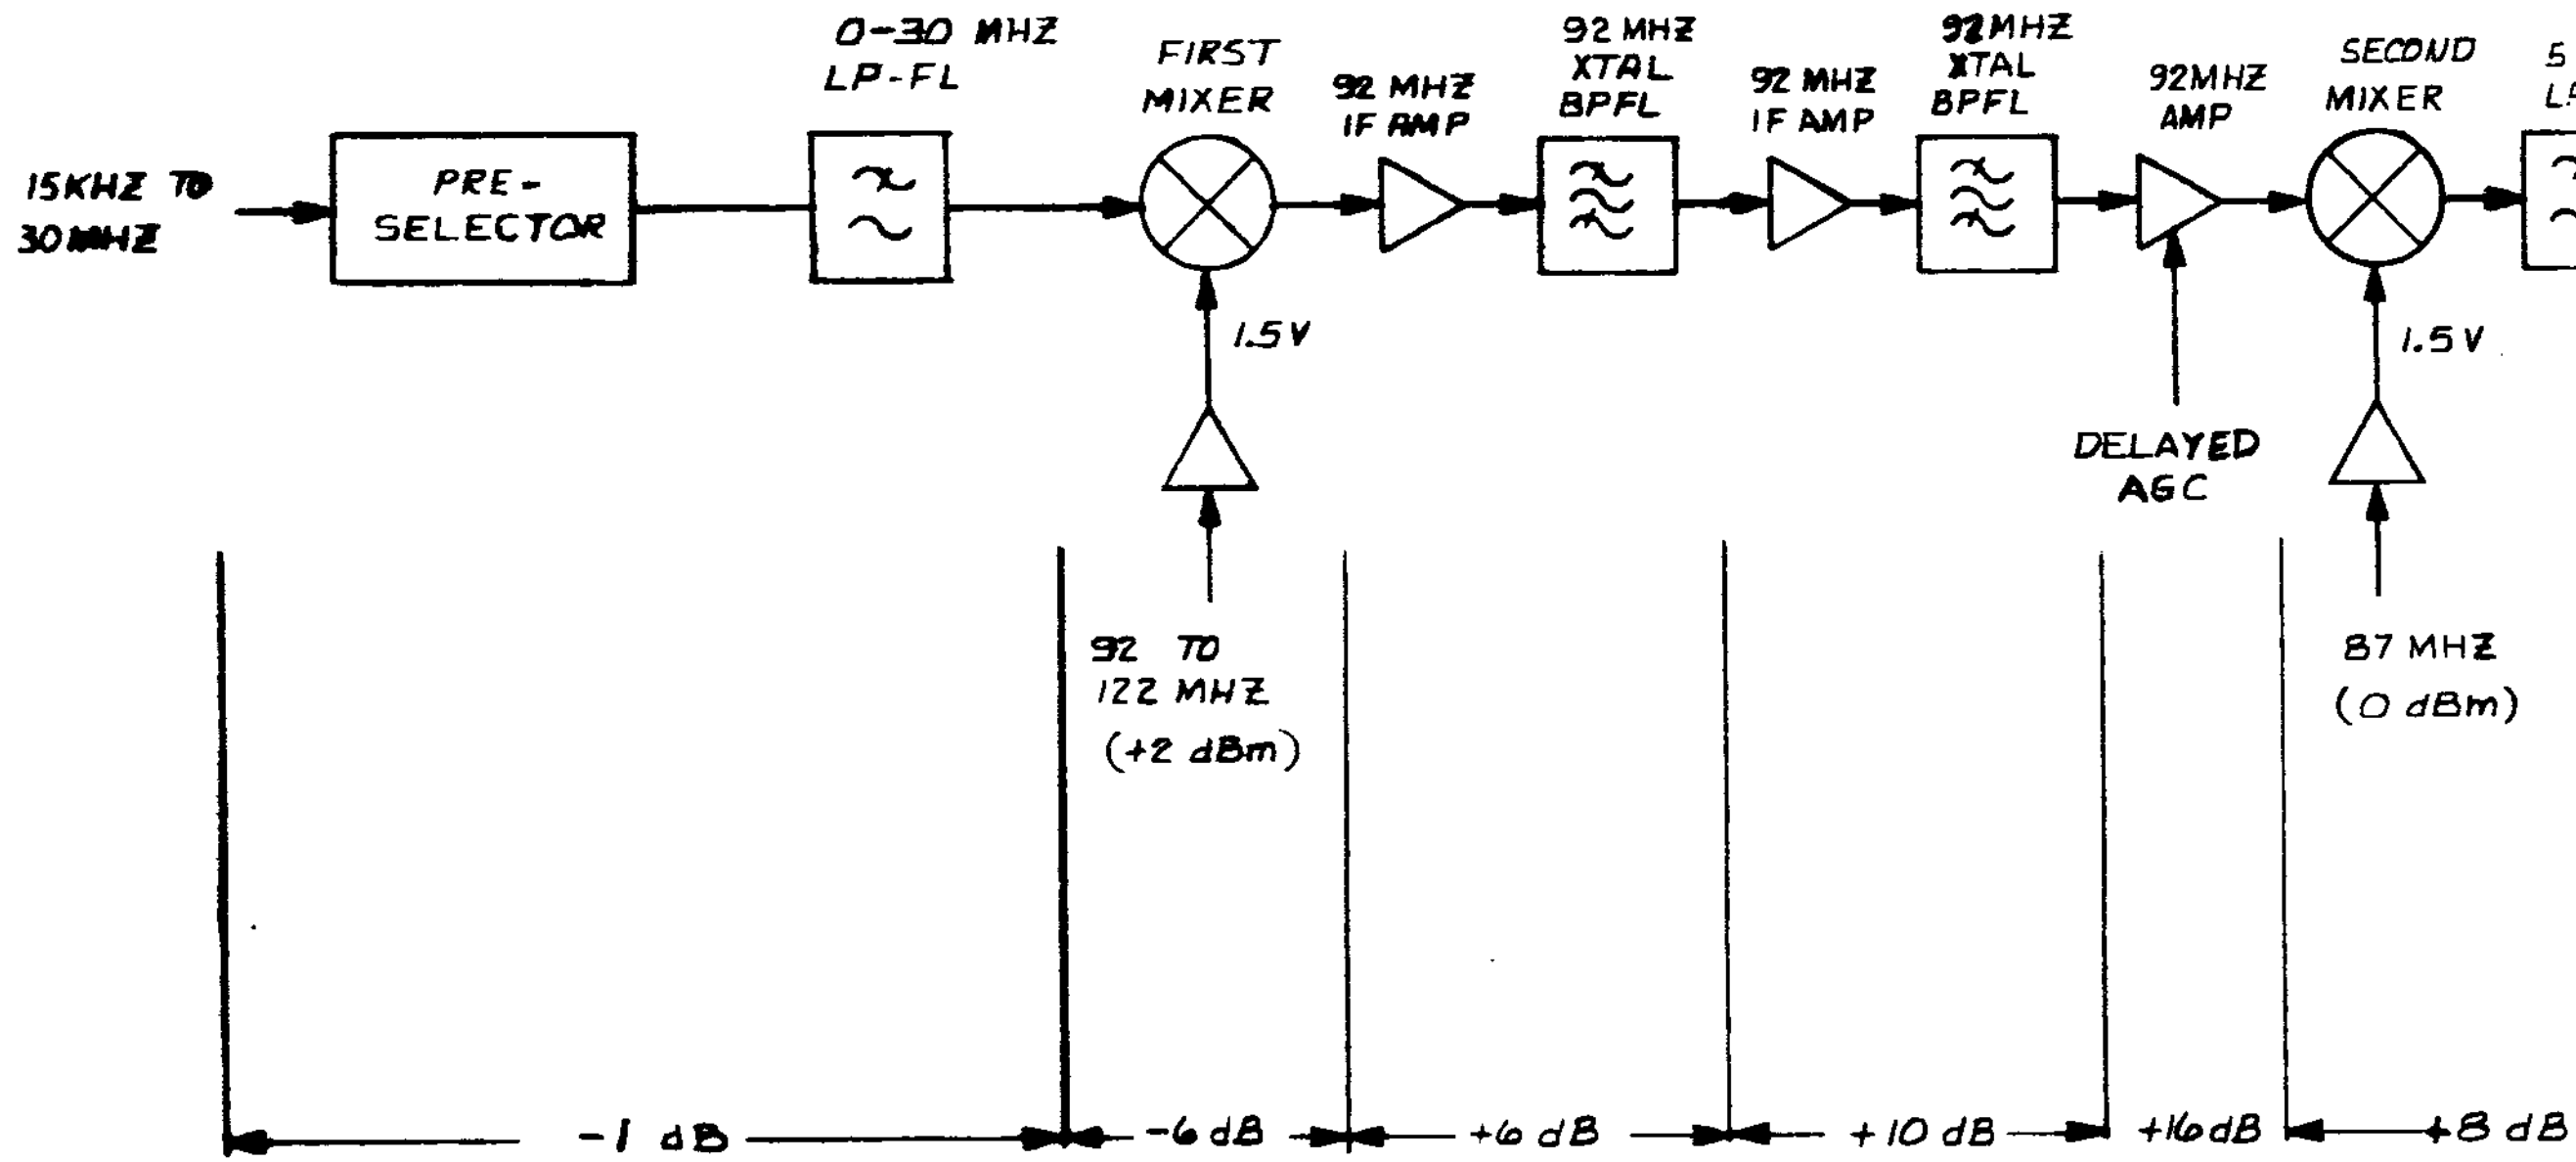 15KHZ TO
30MHZ
PRE-
SELECTOR
0-30 MHZ
LP-FL
FIRST
MIXER
92 MHZ
IF AMP
92 MHZ
XTAL
BPFL
92 MHZ
IF AMP
92MHZ
XTAL
BPFL
92MHZ
AMP
SECOND
MIXER
5
1.5V
1.5V
DELAYED
AGC
92 TO
122 MHZ
(+2 dBm)
87 MHZ
(0 dBm)
-1 dB
-6 dB
+6 dB
+10 dB
+16dB
+8 dB